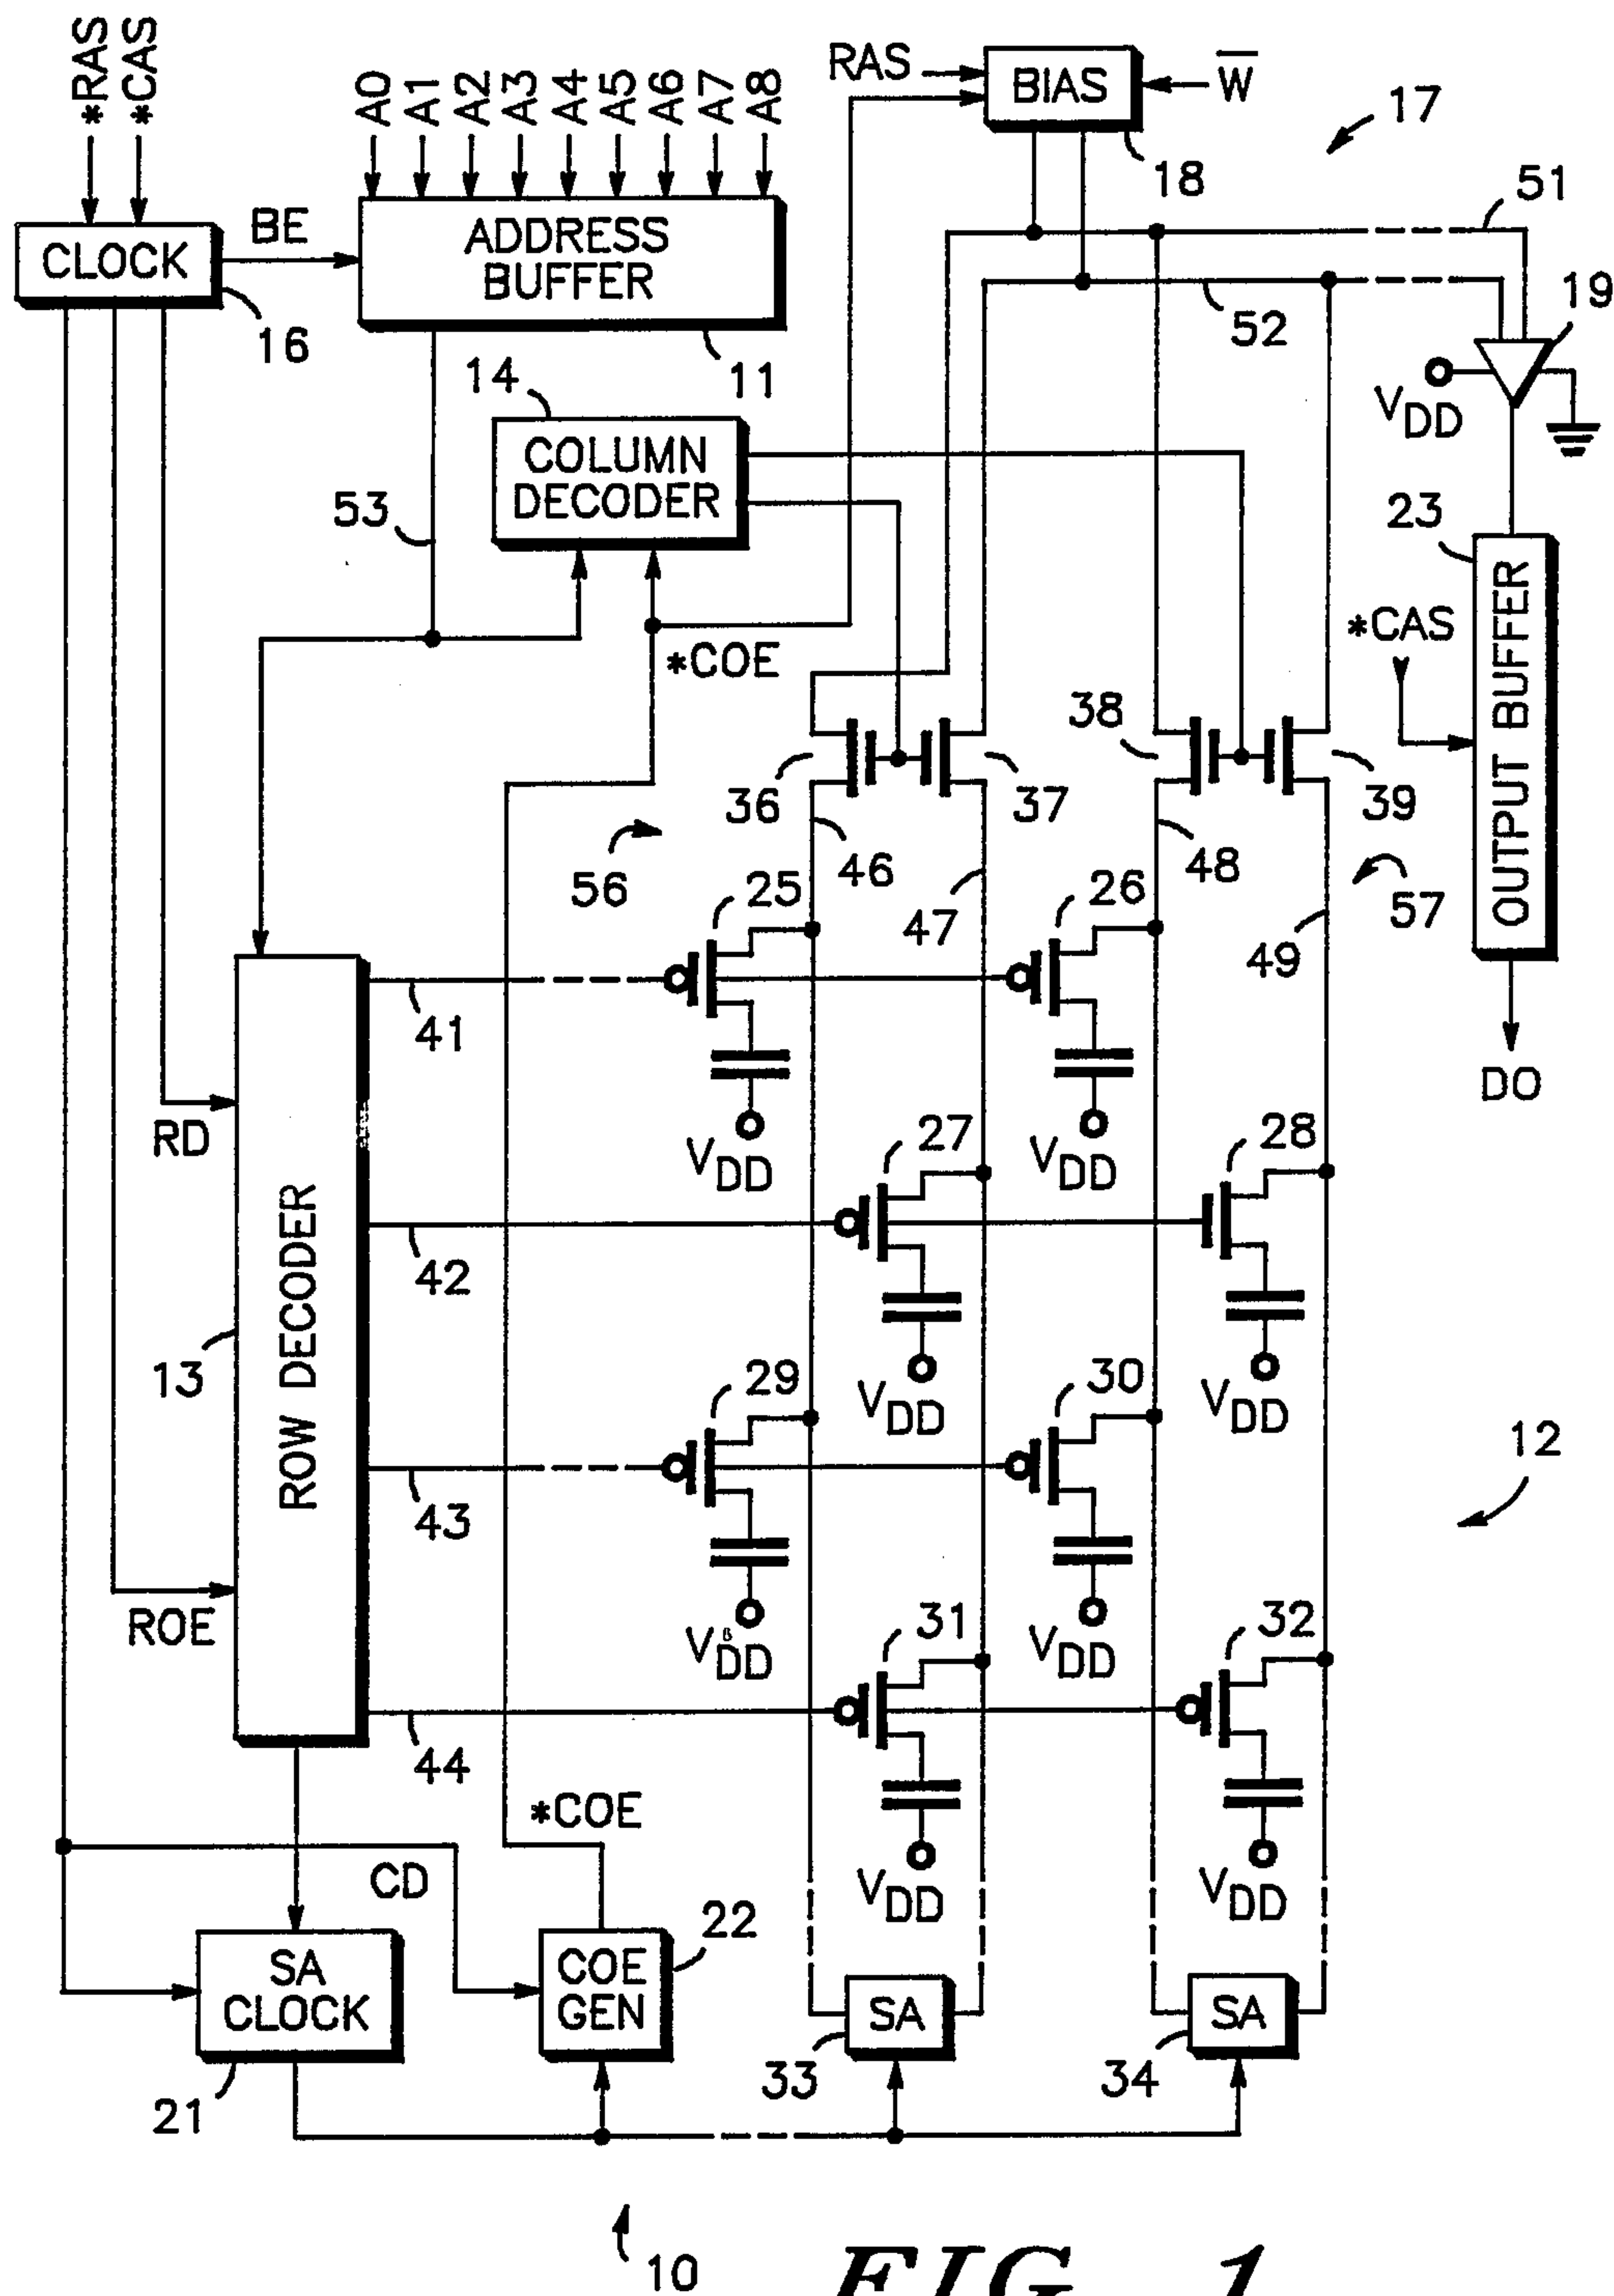 *RAS
*CAS
A0
A1
A2
A3
A4
A5
A6
A7
A8
RAS
BIAS
W̅
17
18
51
CLOCK
BE
ADDRESS
BUFFER
16
11
52
19
VDD
14
COLUMN
DECODER
53
23
*COE
*CAS
OUTPUT BUFFER
36
37
38
39
56
46
47
48
49
57
25
26
41
DO
RD
VDD
VDD
27
28
42
ROW DECODER
13
VDD
VDD
29
30
12
43
ROE
VDD
VDD
31
32
44
*COE
CD
VDD
VDD
SA
CLOCK
COE
GEN
22
SA
SA
21
33
34
10
FIG. 1